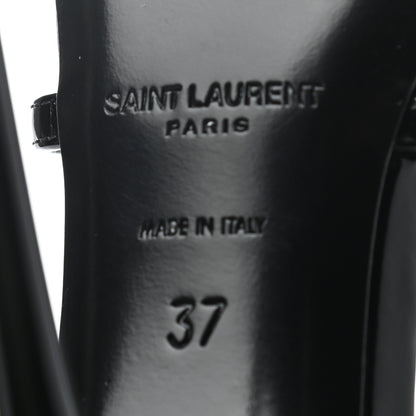 SAINT LAURENT
PARIS
MADE IN ITALY
37